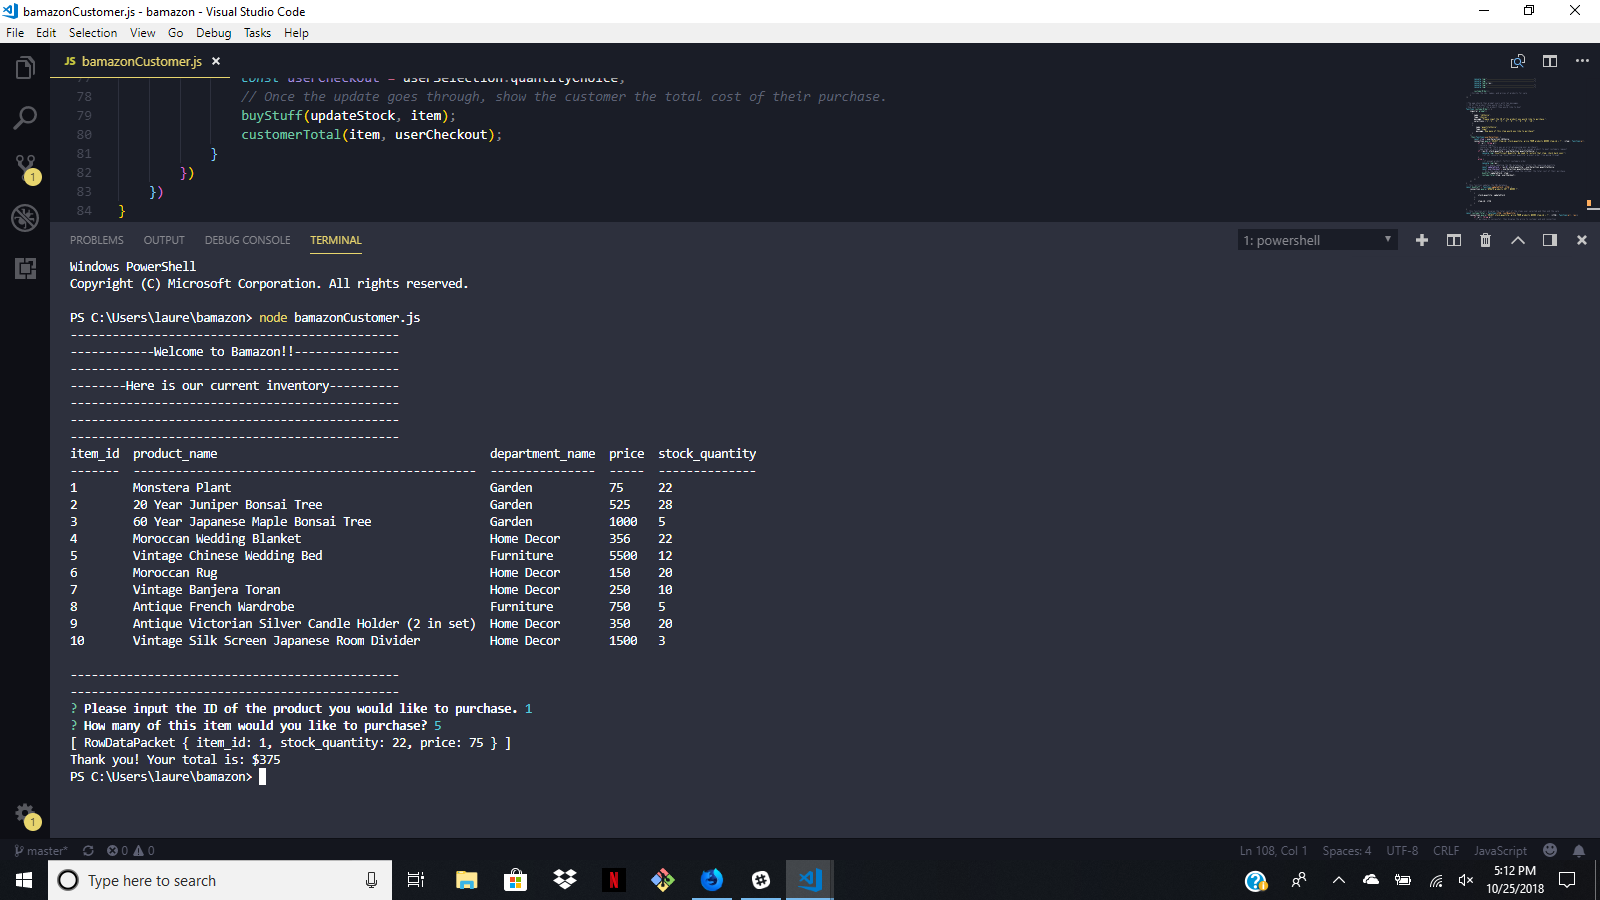 bamazonCustomer.js - bamazon - Visual Studio Code
File Edit Selection View Go Debug Tasks Help
JS bamazonCustomer.js ×
77 const userCheckout = userSelection.quantityChoice,
78 // Once the update goes through, show the customer the total cost of their purchase.
79 buyStuff(updateStock, item);
80 customerTotal(item, userCheckout);
81 }
82 })
83 })
84 }
PROBLEMS OUTPUT DEBUG CONSOLE TERMINAL 1: powershell
Windows PowerShell
Copyright (C) Microsoft Corporation. All rights reserved.
PS C:\Users\laure\bamazon> node bamazonCustomer.js
-----------------------------------------------
------------Welcome to Bamazon!!---------------
-----------------------------------------------
--------Here is our current inventory----------
-----------------------------------------------
-----------------------------------------------
-----------------------------------------------
item_id product_name department_name price stock_quantity
------- ------------------------------------------------- --------------- ----- --------------
1 Monstera Plant Garden 75 22
2 20 Year Juniper Bonsai Tree Garden 525 28
3 60 Year Japanese Maple Bonsai Tree Garden 1000 5
4 Moroccan Wedding Blanket Home Decor 356 22
5 Vintage Chinese Wedding Bed Furniture 5500 12
6 Moroccan Rug Home Decor 150 20
7 Vintage Banjera Toran Home Decor 250 10
8 Antique French Wardrobe Furniture 750 5
9 Antique Victorian Silver Candle Holder (2 in set) Home Decor 350 20
10 Vintage Silk Screen Japanese Room Divider Home Decor 1500 3
-----------------------------------------------
-----------------------------------------------
? Please input the ID of the product you would like to purchase. 1
? How many of this item would you like to purchase? 5
[ RowDataPacket { item_id: 1, stock_quantity: 22, price: 75 } ]
Thank you! Your total is: $375
PS C:\Users\laure\bamazon>
1
1
master* 0 0 Ln 108, Col 1 Spaces: 4 UTF-8 CRLF JavaScript
Type here to search
5:12 PM
10/25/2018